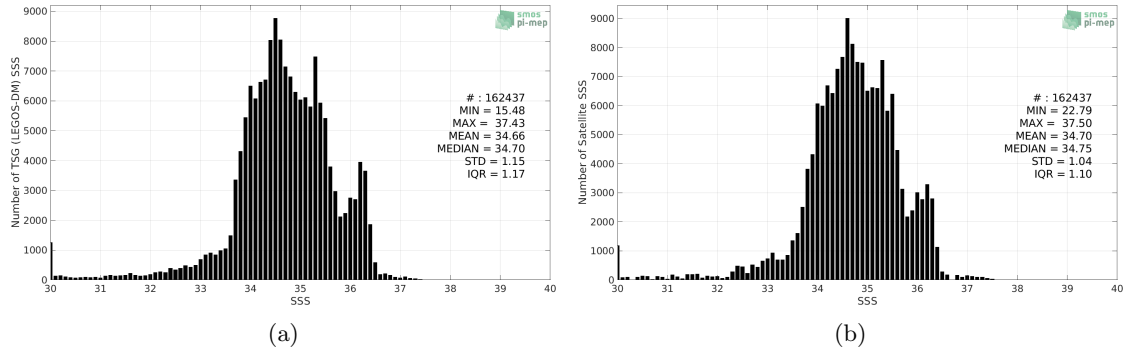 smos
pi-mep
9000
8000
7000
6000
5000
4000
3000
2000
1000
0
Number of TSG (LEGOS-DM) SSS
# : 162437
MIN = 15.48
MAX = 37.43
MEAN = 34.66
MEDIAN = 34.70
STD = 1.15
IQR = 1.17
30 31 32 33 34 35 36 37 38 39 40
SSS
(a)
smos
pi-mep
9000
8000
7000
6000
5000
4000
3000
2000
1000
0
Number of Satellite SSS
# : 162437
MIN = 22.79
MAX = 37.50
MEAN = 34.70
MEDIAN = 34.75
STD = 1.04
IQR = 1.10
30 31 32 33 34 35 36 37 38 39 40
SSS
(b)